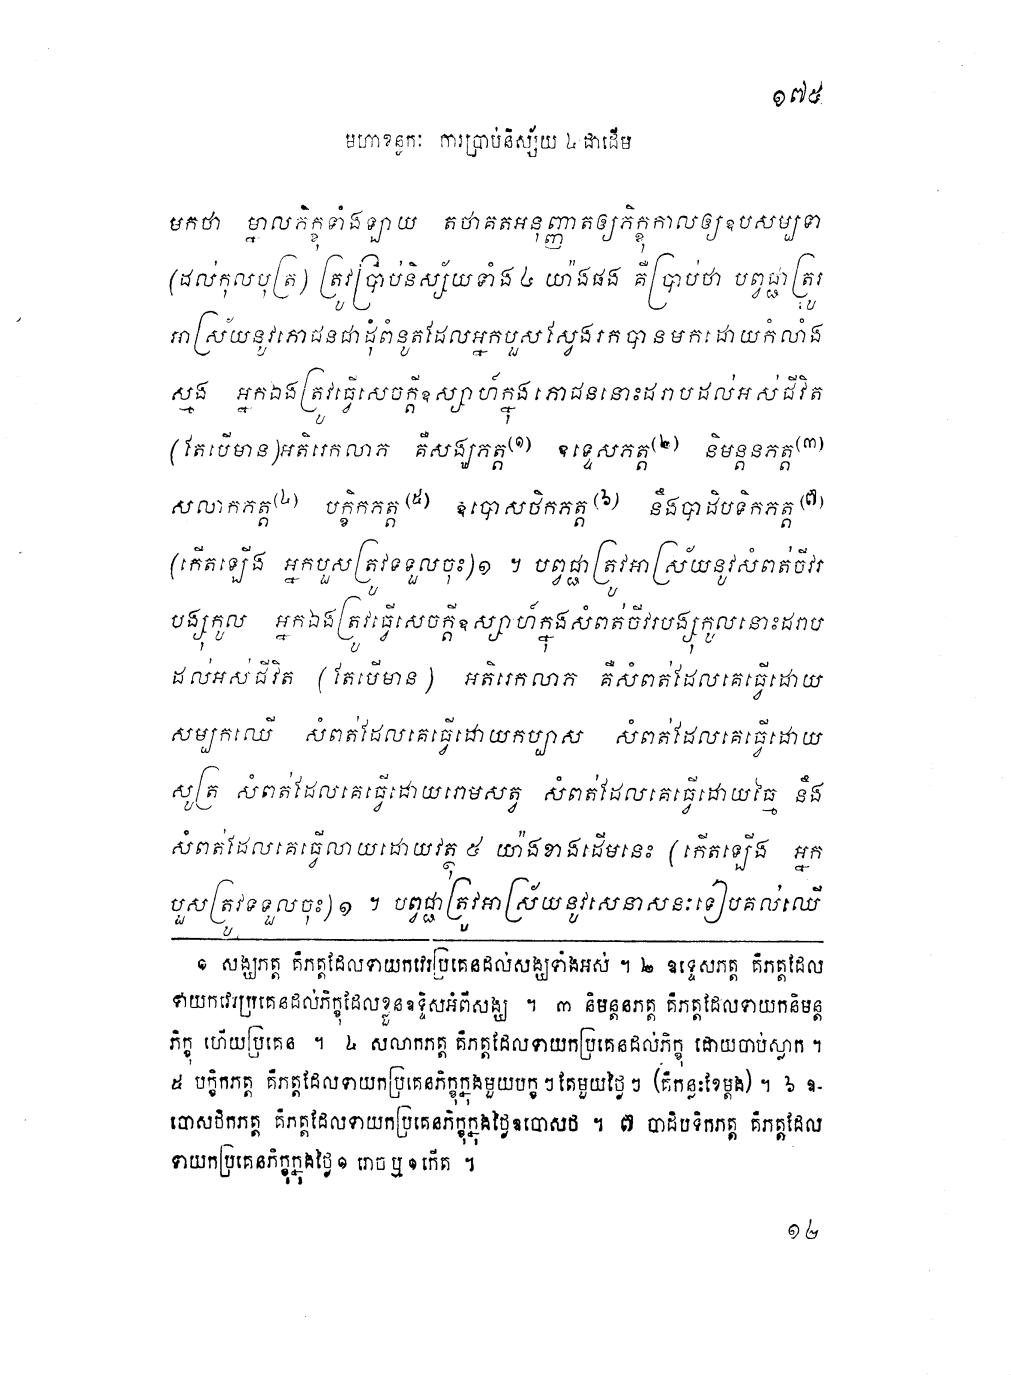 ១៧៥
មហាខន្ធកៈ ការប្រាប់និស្ស័យ ៤ ជាដើម
មកថា ម្នាលភិក្ខុទាំងឡាយ តថាគតអនុញ្ញាតឲ្យភិក្ខុកាលឲ្យឧបសម្បទា
(ដល់កុលបុត្រ) ត្រូវប្រាប់និស្ស័យទាំង ៤ យ៉ាងផង គឺប្រាប់ថា បព្វជ្ជាត្រូវ
អាស្រ័យនូវភោជនជាដុំពំនូតដែលអ្នកបួសស្វែងរកបានមកដោយកំលាំង
ស្មង អ្នកឯងត្រូវធ្វើសេចក្តីឧស្សាហ៍ក្នុងភោជននោះដរាបដល់អស់ជីវិត
(តែបើមាន)អតិរេកលាភ គឺសង្ឃភត្ត(១) ឧទ្ទេសភត្ត(២) និមន្តនភត្ត(៣)
សលាកភត្ត(៤) បក្ខិកភត្ត(៥) ឧបោសថិកភត្ត(៦) នឹងបាដិបទិកភត្ត(៧)
(កើតឡើង អ្នកបួសត្រូវទទួលចុះ)១ ។ បព្វជ្ជាត្រូវអាស្រ័យនូវសំពត់ចីវរ
បង្សុកូល អ្នកឯងត្រូវធ្វើសេចក្តីឧស្សាហ៍ក្នុងសំពត់ចីវរបង្សុកូលនោះដរាប
ដល់អស់ជីវិត (តែបើមាន) អតិរេកលាភ គឺសំពត់ដែលគេធ្វើដោយ
សម្បកឈើ សំពត់ដែលគេធ្វើដោយកប្បាស សំពត់ដែលគេធ្វើដោយ
សូត្រ សំពត់ដែលគេធ្វើដោយរោមសត្វ សំពត់ដែលគេធ្វើដោយធ្មៃ នឹង
សំពត់ដែលគេធ្វើលាយដោយវត្ថុ ៥ យ៉ាងខាងដើមនេះ (កើតឡើង អ្នក
បួសត្រូវទទួលចុះ)១ ។ បព្វជ្ជាត្រូវអាស្រ័យនូវសេនាសនៈទៀបគល់ឈើ
១ សង្ឃភត្ត គឺភត្តដែលទាយកវេរប្រគេនដល់សង្ឃទាំងអស់ ។ ២ ឧទ្ទេសភត្ត គឺភត្តដែល
ទាយកវេរប្រគេនដល់ភិក្ខុដែលខ្លួនឧទ្ទិសអំពីសង្ឃ ។ ៣ និមន្តនភត្ត គឺភត្តដែលទាយកនិមន្ត
ភិក្ខុ ហើយប្រគេន ។ ៤ សលាកភត្ត គឺភត្តដែលទាយកប្រគេនដល់ភិក្ខុ ដោយចាប់ស្លាក ។
៥ បក្ខិកភត្ត គឺភត្តដែលទាយកប្រគេនភិក្ខុក្នុងមួយបក្ខៗតែមួយថ្ងៃៗ (គឺកន្លះខែម្តង) ។ ៦ ឧ-
បោសថិកភត្ត គឺភត្តដែលទាយកប្រគេនភិក្ខុក្នុងថ្ងៃឧបោសថ ។ ៧ បាដិបទិកភត្ត គឺភត្តដែល
ទាយកប្រគេនភិក្ខុក្នុងថ្ងៃ ១ រោច ឬ ១ កើត ។
១៤